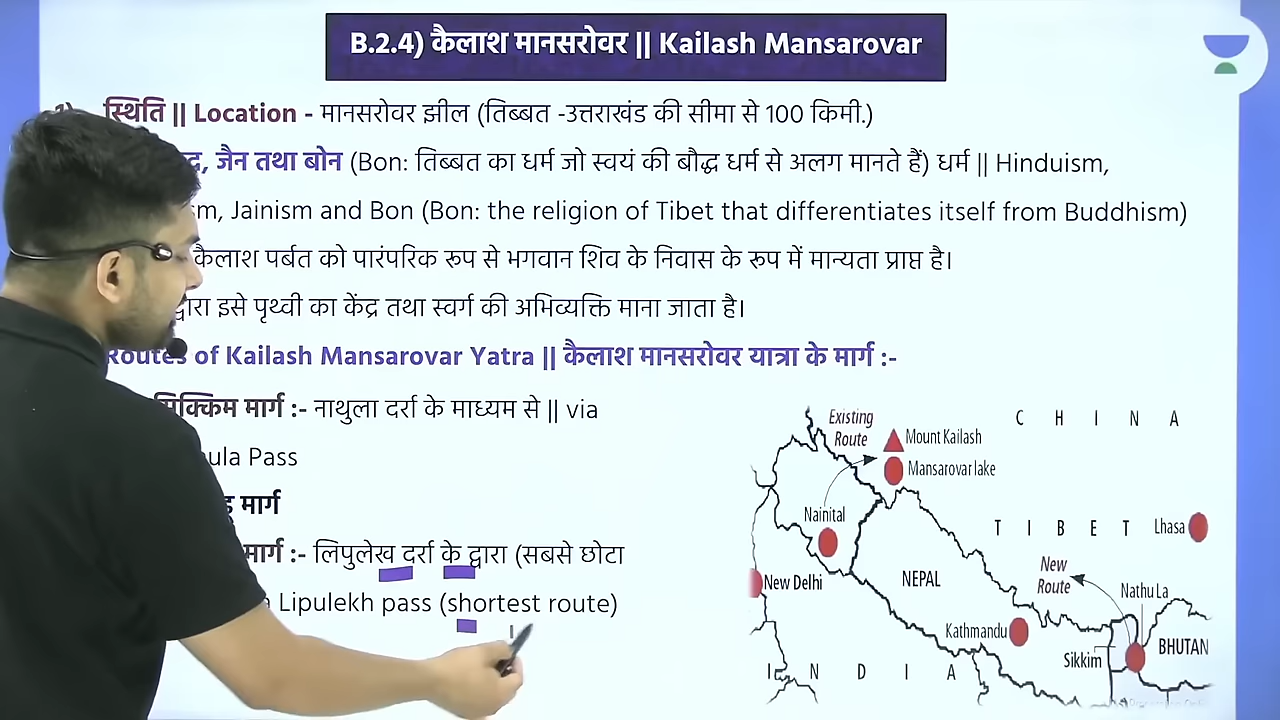 B.2.4) कैलाश मानसरोवर || Kailash Mansarovar
स्थिति || Location - मानसरोवर झील (तिब्बत -उत्तराखंड की सीमा से 100 किमी.)
जैन तथा बोन (Bon: तिब्बत का धर्म जो स्वयं की बौद्ध धर्म से अलग मानते हैं) धर्म || Hinduism,
Jainism and Bon (Bon: the religion of Tibet that differentiates itself from Buddhism)
कैलाश पर्बत को पारंपरिक रूप से भगवान शिव के निवास के रूप में मान्यता प्राप्त है।
द्वारा इसे पृथ्वी का केंद्र तथा स्वर्ग की अभिव्यक्ति माना जाता है।
Routes of Kailash Mansarovar Yatra || कैलाश मानसरोवर यात्रा के मार्ग :-
सिक्किम मार्ग :- नाथुला दर्रा के माध्यम से || via
Pass
मार्ग
मार्ग :- लिपुलेख दर्रा के द्वारा (सबसे छोटा
Lipulekh pass (shortest route)
Existing
Route
C H I N A
Mount Kailash
Mansarovar lake
Nainital
T I B E T
Lhasa
New Delhi
NEPAL
New
Route
Nathu La
Kathmandu
Sikkim
BHUTAN
I N D I A